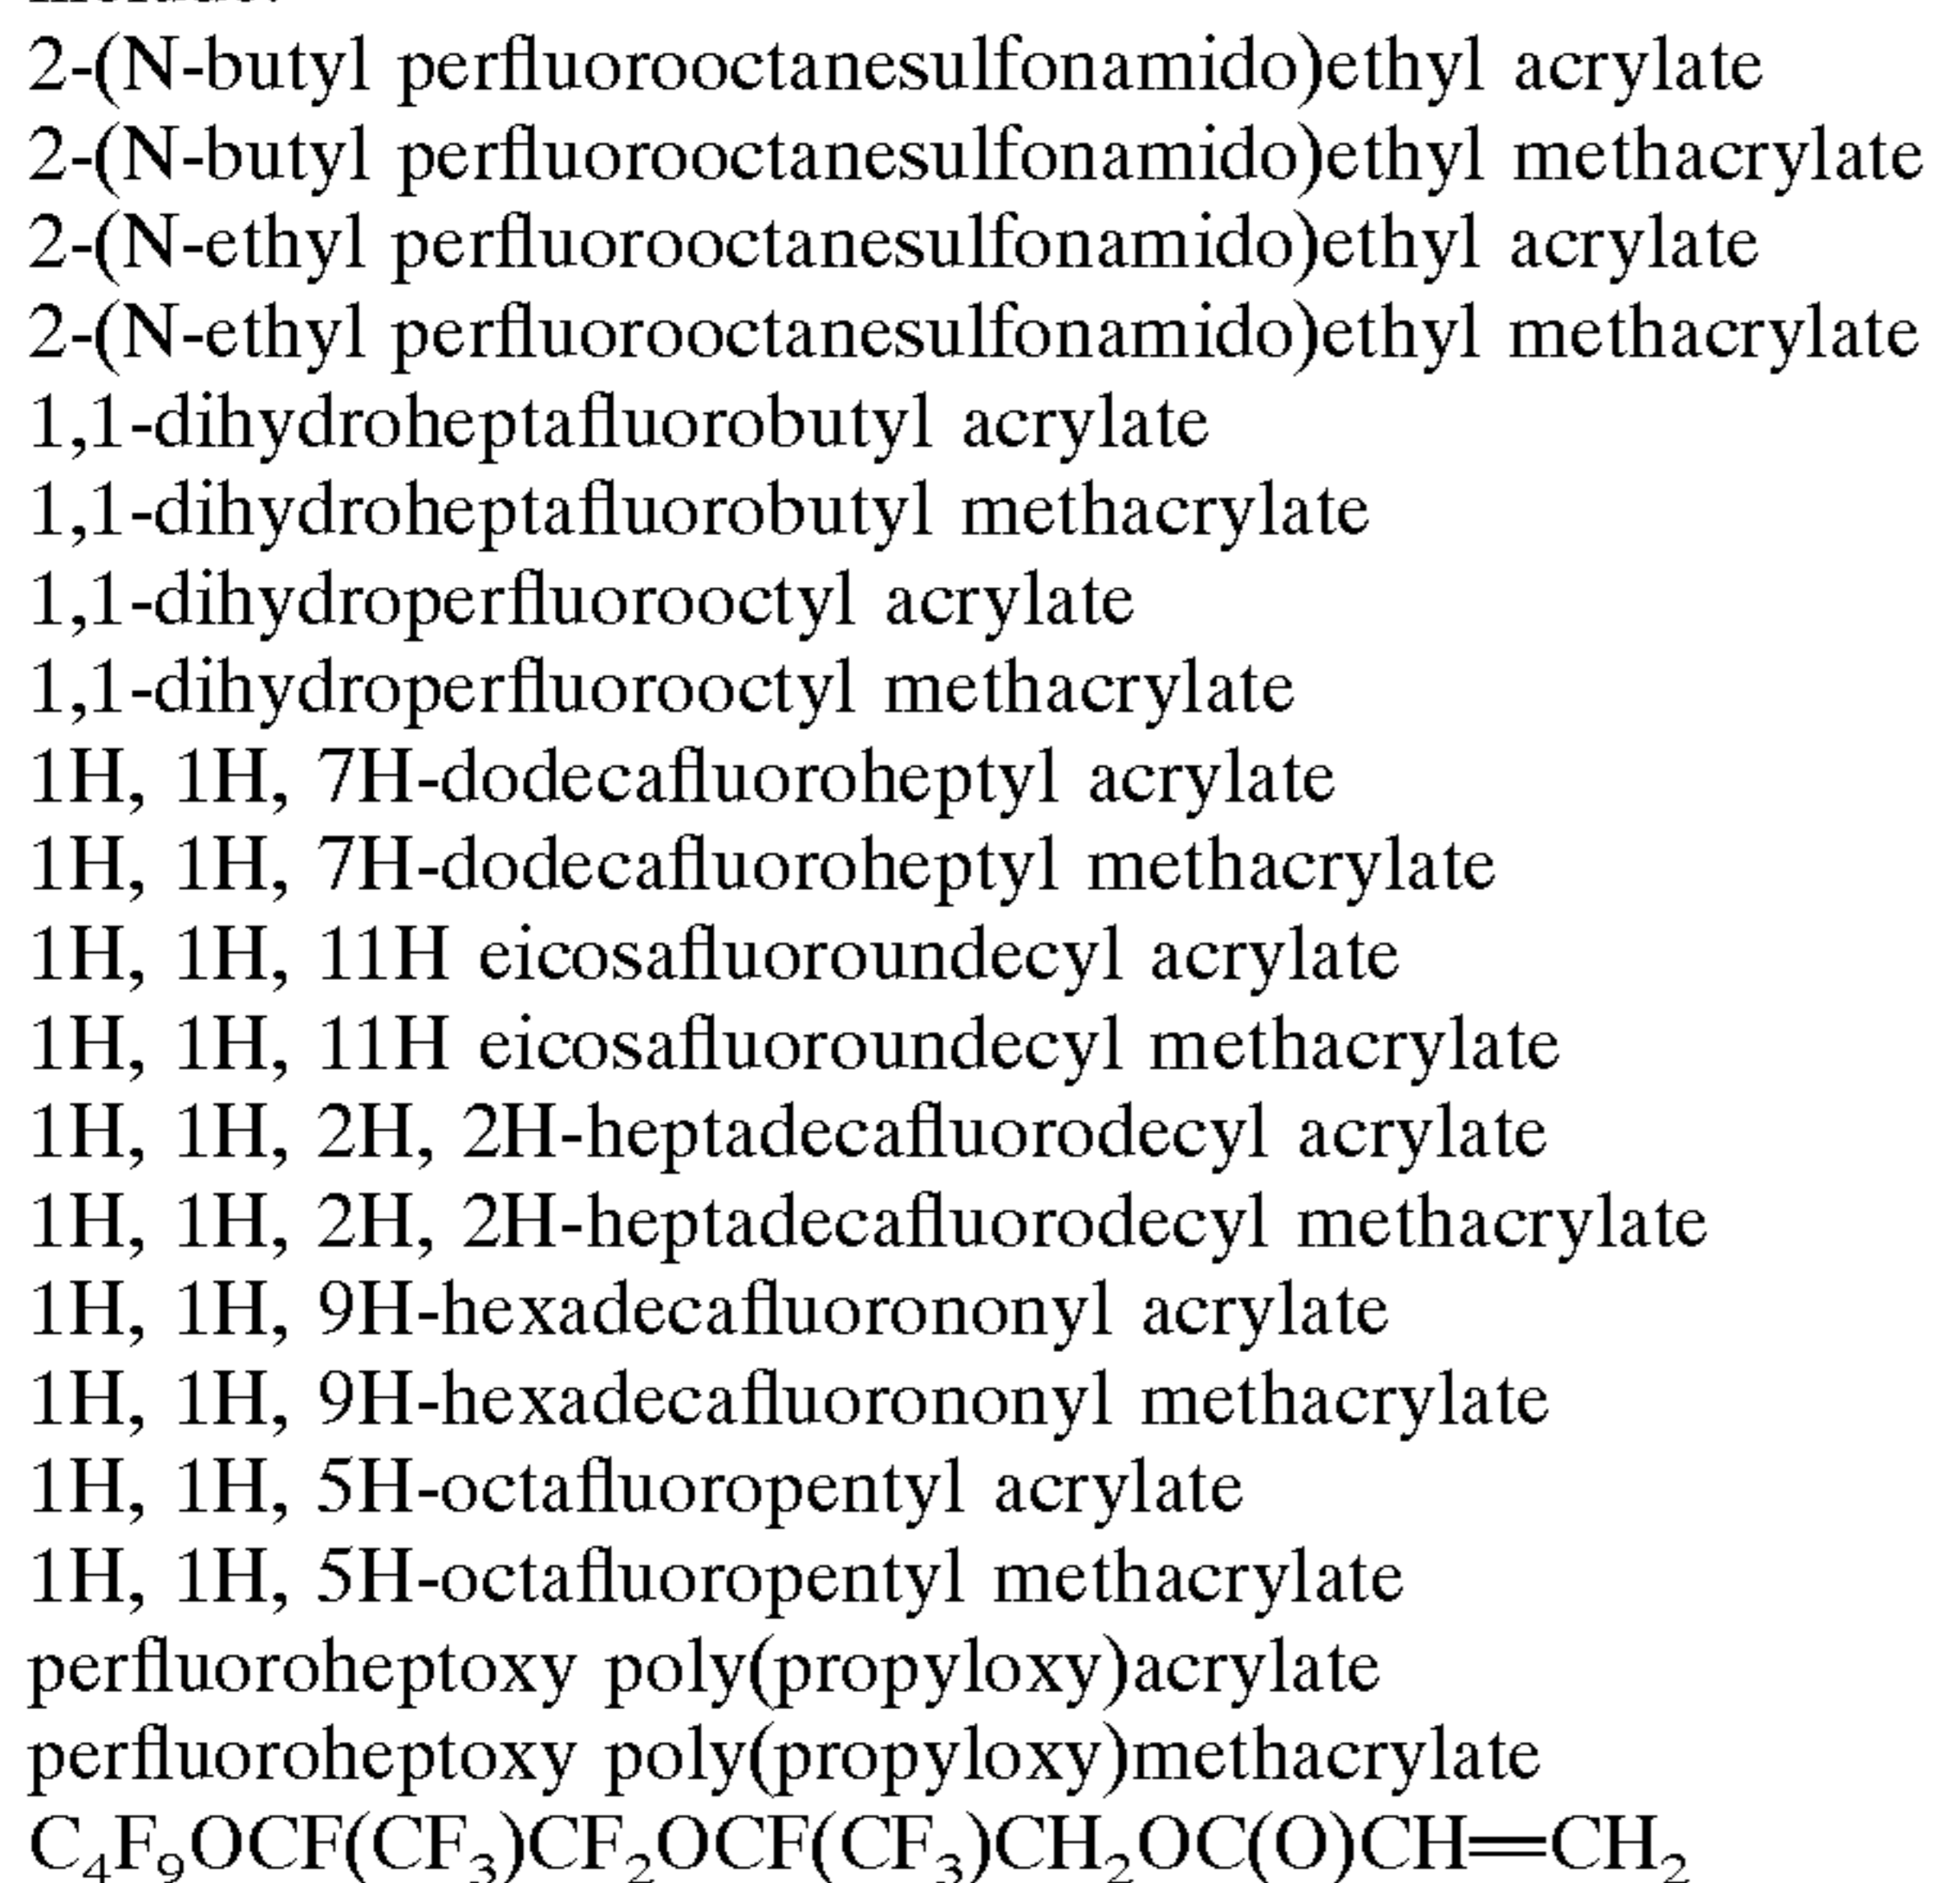 2-(N-butyl perfluorooctanesulfonamido)ethyl acrylate
2-(N-butyl perfluorooctanesulfonamido)ethyl methacrylate
2-(N-ethyl perfluorooctanesulfonamido)ethyl acrylate
2-(N-ethyl perfluorooctanesulfonamido)ethyl methacrylate
1,1-dihydroheptafluorobutyl acrylate
1,1-dihydroheptafluorobutyl methacrylate
1,1-dihydroperfluorooctyl acrylate
1,1-dihydroperfluorooctyl methacrylate
1H, 1H, 7H-dodecafluoroheptyl acrylate
1H, 1H, 7H-dodecafluoroheptyl methacrylate
1H, 1H, 11H eicosafluoroundecyl acrylate
1H, 1H, 11H eicosafluoroundecyl methacrylate
1H, 1H, 2H, 2H-heptadecafluorodecyl acrylate
1H, 1H, 2H, 2H-heptadecafluorodecyl methacrylate
1H, 1H, 9H-hexadecafluorononyl acrylate
1H, 1H, 9H-hexadecafluorononyl methacrylate
1H, 1H, 5H-octafluoropentyl acrylate
1H, 1H, 5H-octafluoropentyl methacrylate
perfluoroheptoxy poly(propyloxy)acrylate
perfluoroheptoxy poly(propyloxy)methacrylate
C₄F₉OCF(CF₃)CF₂OCF(CF₃)CH₂OC(O)CH=CH₂